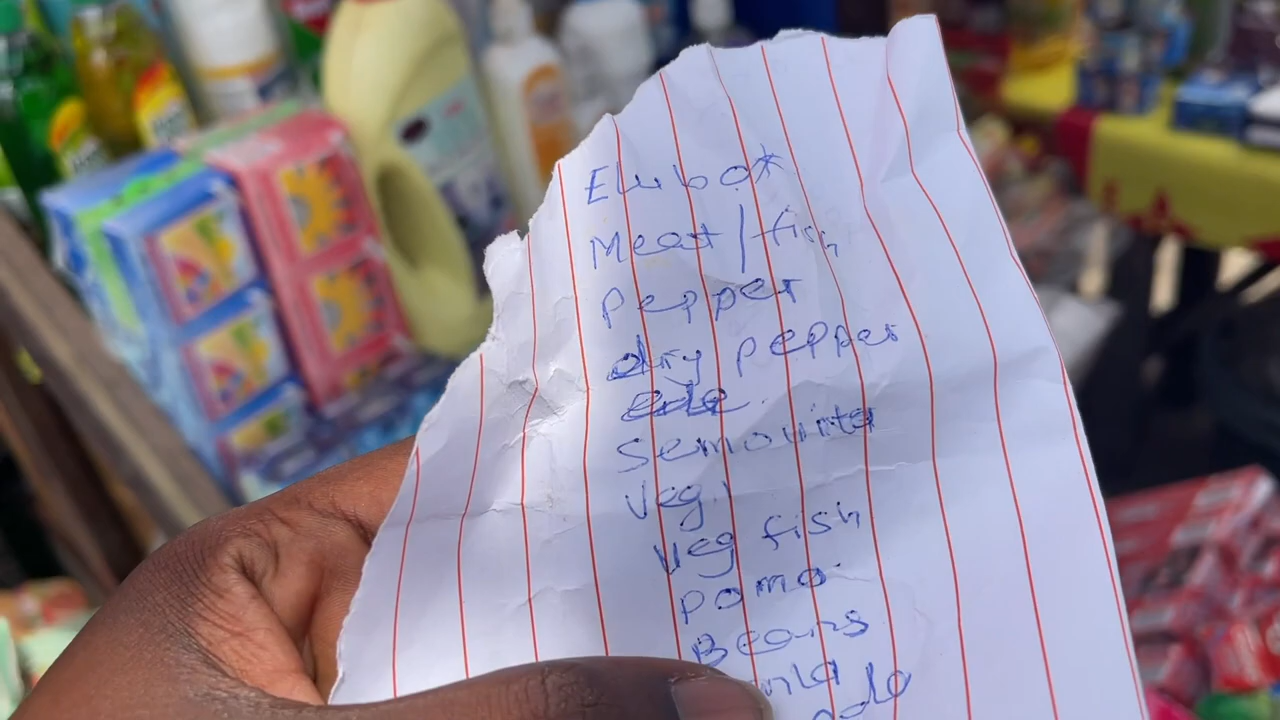 Elubo*
Meat / fish
Pepper
dry pepper
Semovita
Veg
Veg fish
pomo
Beans